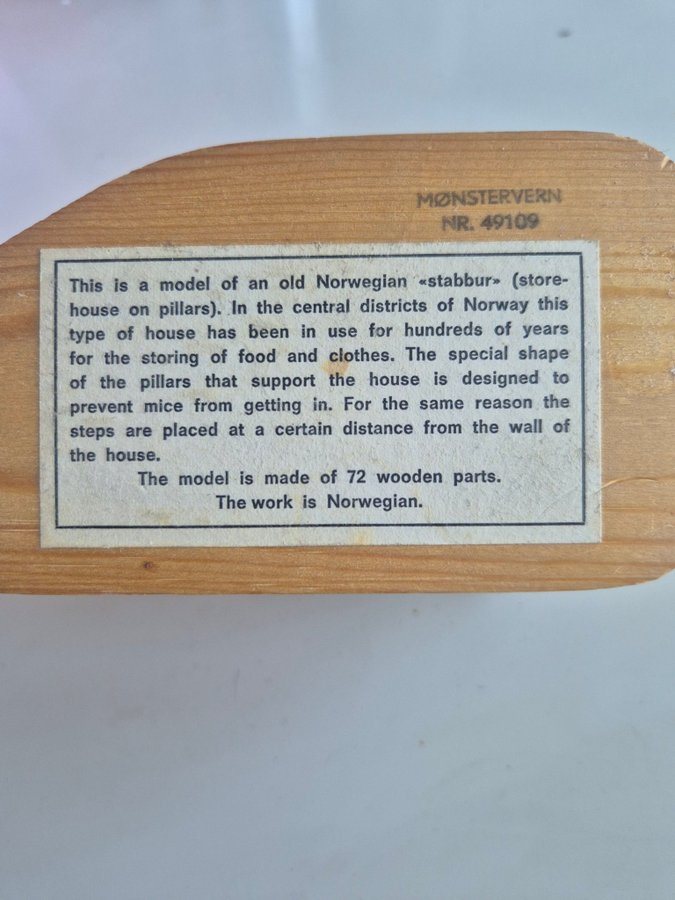 MØNSTERVERN
NR. 49109
This is a model of an old Norwegian «stabbur» (store-
house on pillars). In the central districts of Norway this
type of house has been in use for hundreds of years
for the storing of food and clothes. The special shape
of the pillars that support the house is designed to
prevent mice from getting in. For the same reason the
steps are placed at a certain distance from the wall of
the house.
The model is made of 72 wooden parts.
The work is Norwegian.